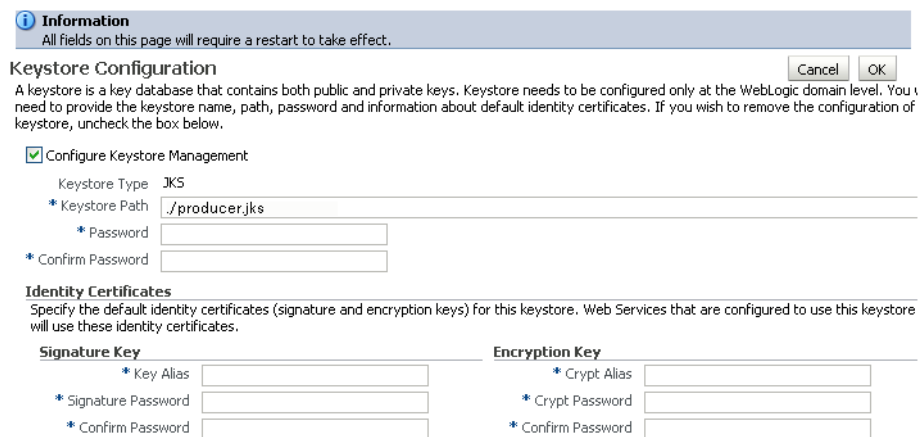 Information
All fields on this page will require a restart to take effect.
Keystore Configuration
Cancel OK
A keystore is a key database that contains both public and private keys. Keystore needs to be configured only at the WebLogic domain level. You
need to provide the keystore name, path, password and information about default identity certificates. If you wish to remove the configuration of
keystore, uncheck the box below.
Configure Keystore Management
Keystore Type JKS
* Keystore Path ./producer.jks
* Password
* Confirm Password
Identity Certificates
Specify the default identity certificates (signature and encryption keys) for this keystore. Web Services that are configured to use this keystore
will use these identity certificates.
Signature Key Encryption Key
* Key Alias * Crypt Alias
* Signature Password * Crypt Password
* Confirm Password * Confirm Password